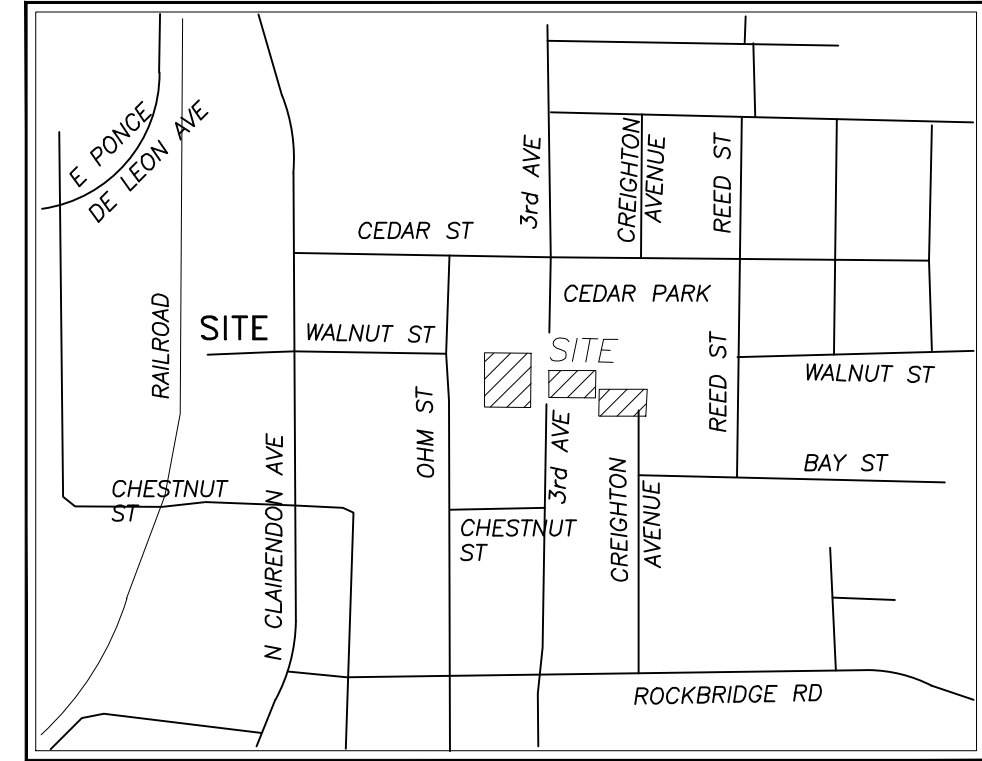 E PONCE
DE LEON AVE
3rd AVE
CREIGHTON
AVENUE
REED ST
CEDAR ST
CEDAR PARK
RAILROAD
SITE
WALNUT ST
SITE
REED ST
WALNUT ST
OHM ST
3rd AVE
N CLAIRENDON AVE
BAY ST
CHESTNUT
ST
CHESTNUT
ST
CREIGHTON
AVENUE
ROCKBRIDGE RD